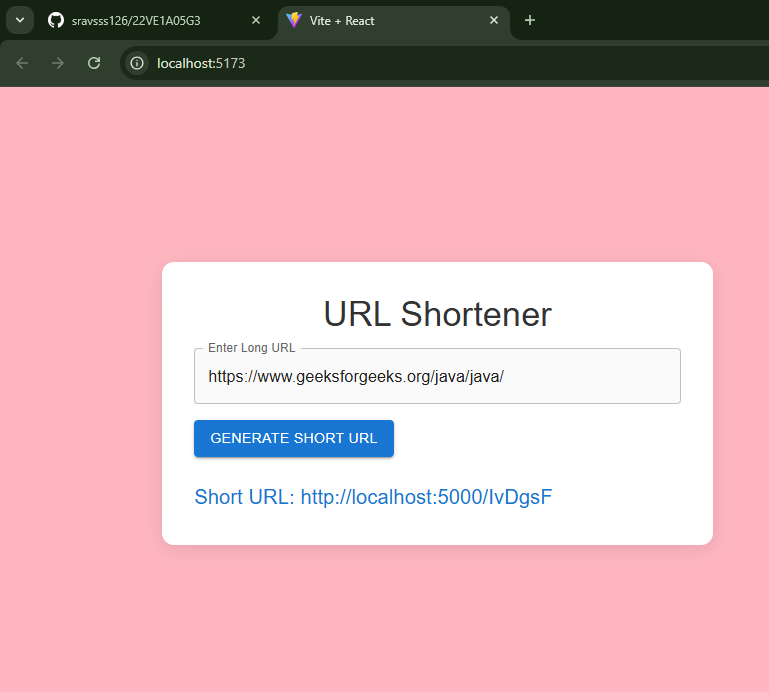 sravsss126/22VE1A05G3
Vite + React
localhost:5173
URL Shortener
Enter Long URL
https://www.geeksforgeeks.org/java/java/
GENERATE SHORT URL
Short URL: http://localhost:5000/IvDgsF